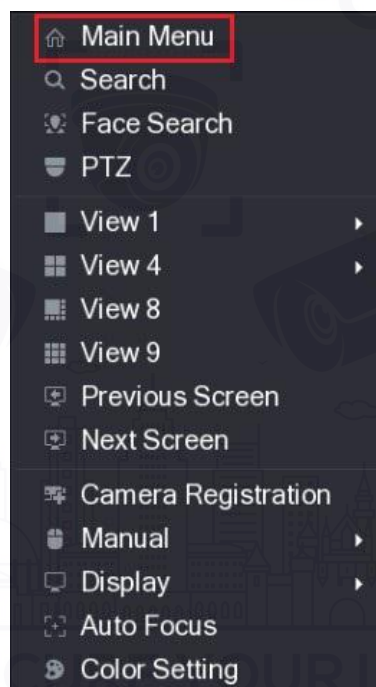 Main Menu
Search
Face Search
PTZ
View 1
View 4
View 8
View 9
Previous Screen
Next Screen
Camera Registration
Manual
Display
Auto Focus
Color Setting